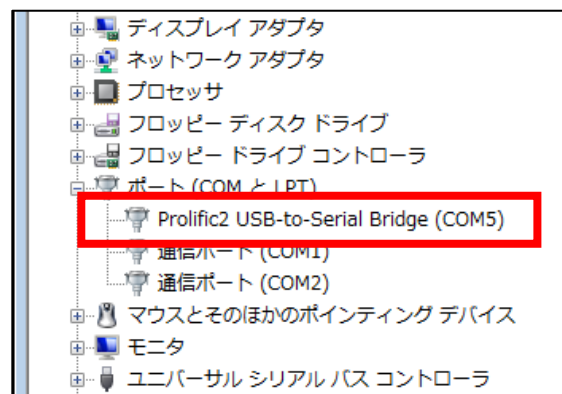 ディスプレイ アダプタ
ネットワーク アダプタ
プロセッサ
フロッピー ディスク ドライブ
フロッピー ドライブ コントローラ
ポート (COM と LPT)
Prolific2 USB-to-Serial Bridge (COM5)
通信ポート (COM1)
通信ポート (COM2)
マウスとそのほかのポインティング デバイス
モニタ
ユニバーサル シリアル バス コントローラ